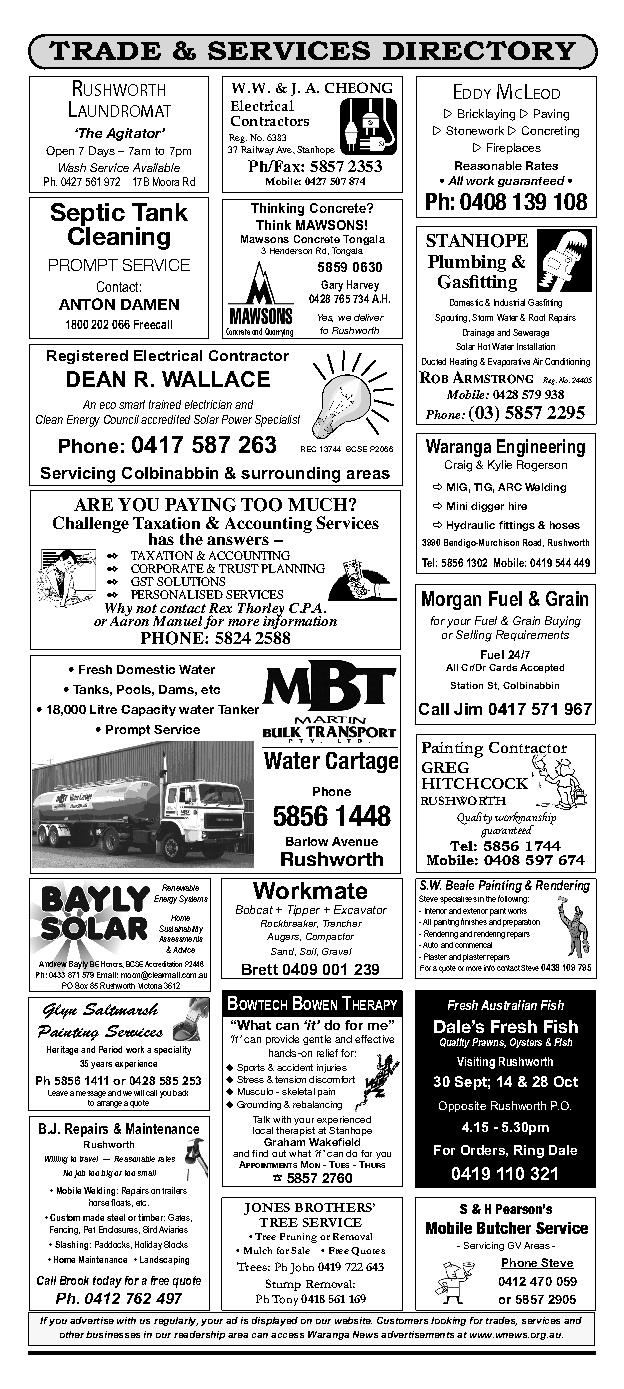 TRADE & SERVICES DIRECTORY
RUSHWORTH
LAUNDROMAT
‘The Agitator’
Open 7 Days – 7am to 7pm
Wash Service Available
Ph. 0427 561 972 17B Moora Rd
W.W. & J. A. CHEONG
Electrical
Contractors
Reg. No. 6383
37 Railway Ave, Stanhope
Ph/Fax: 5857 2353
Mobile: 0427 507 874
EDDY MCLEOD
▷ Bricklaying ▷ Paving
▷ Stonework ▷ Concreting
▷ Fireplaces
Reasonable Rates
• All work guaranteed •
Ph: 0408 139 108
Septic Tank
Cleaning
PROMPT SERVICE
Contact:
ANTON DAMEN
1800 202 066 Freecall
Thinking Concrete?
Think MAWSONS!
Mawsons Concrete Tongala
3 Henderson Rd, Tongala
5859 0630
Gary Harvey
0428 765 734 A.H.
Yes, we deliver
to Rushworth
MAWSONS
Concrete and Quarrying
STANHOPE
Plumbing &
Gasfitting
Domestic & Industrial Gasfitting
Spouting, Storm Water & Roof Repairs
Drainage and Sewerage
Solar Hot Water Installation
Ducted Heating & Evaporative Air Conditioning
ROB ARMSTRONG Reg. No. 24405
Mobile: 0428 579 938
Phone: (03) 5857 2295
Registered Electrical Contractor
DEAN R. WALLACE
An eco smart trained electrician and
Clean Energy Council accredited Solar Power Specialist
Phone: 0417 587 263 REC 13744 BCSE P2066
Servicing Colbinabbin & surrounding areas
Waranga Engineering
Craig & Kylie Rogerson
⇨ MIG, TIG, ARC Welding
⇨ Mini digger hire
⇨ Hydraulic fittings & hoses
3990 Bendigo-Murchison Road, Rushworth
Tel: 5856 1302 Mobile: 0419 544 449
ARE YOU PAYING TOO MUCH?
Challenge Taxation & Accounting Services
has the answers –
TAXATION & ACCOUNTING
CORPORATE & TRUST PLANNING
GST SOLUTIONS
PERSONALISED SERVICES
Why not contact Rex Thorley C.P.A.
or Aaron Manuel for more information
PHONE: 5824 2588
Morgan Fuel & Grain
for your Fuel & Grain Buying
or Selling Requirements
Fuel 24/7
All Cr/Dr Cards Accepted
Station St, Colbinabbin
Call Jim 0417 571 967
• Fresh Domestic Water
• Tanks, Pools, Dams, etc
• 18,000 Litre Capacity water Tanker
• Prompt Service
MBT
MARTIN
BULK TRANSPORT
PTY. LTD.
Water Cartage
Phone
5856 1448
Barlow Avenue
Rushworth
Painting Contractor
GREG
HITCHCOCK
RUSHWORTH
Quality workmanship
guaranteed
Tel: 5856 1744
Mobile: 0408 597 674
BAYLY
SOLAR
Renewable
Energy Systems
Home
Sustainability
Assessments
& Advice
Andrew Bayly BE Honors, BCSE Accreditation P2446
Ph: 0433 871 579 Email: moon@clearmail.com.au
PO Box 65 Rushworth Victoria 3612
Workmate
Bobcat + Tipper + Excavator
Rockbreaker, Trencher
Augers, Compactor
Sand, Soil, Gravel
Brett 0409 001 239
S.W. Beale Painting & Rendering
Steve specialises in the following:
- Interior and exterior paint works
- All painting finishes and preparation
- Rendering and rendering repairs
- Auto and commercial
- Plaster and plaster repairs
For a quote or more info contact Steve 0438 109 785
Glyn Saltmarsh
Painting Services
Heritage and Period work a speciality
35 years experience
Ph 5856 1411 or 0428 585 253
Leave a message and we will call you back
to arrange a quote
BOWTECH BOWEN THERAPY
“What can ‘it’ do for me”
‘It’ can provide gentle and effective
hands-on relief for:
◆ Sports & accident injuries
◆ Stress & tension discomfort
◆ Musculo - skeletal pain
◆ Grounding & rebalancing
Talk with your experienced
local therapist at Stanhope
Graham Wakefield
and find out what ‘it’ can do for you
APPOINTMENTS MON - TUES - THURS
☎ 5857 2760
Fresh Australian Fish
Dale’s Fresh Fish
Quality Prawns, Oysters & Fish
Visiting Rushworth
30 Sept; 14 & 28 Oct
Opposite Rushworth P.O.
4.15 - 5.30pm
For Orders, Ring Dale
0419 110 321
B.J. Repairs & Maintenance
Rushworth
Willing to travel — Reasonable rates
No job too big or too small
• Mobile Welding: Repairs on trailers
horse floats, etc.
• Custom made steel or timber: Gates,
Fencing, Pet Enclosures, Bird Aviaries
• Slashing: Paddocks, Holiday Blocks
• Home Maintenance • Landscaping
Call Brook today for a free quote
Ph. 0412 762 497
JONES BROTHERS’
TREE SERVICE
• Tree Pruning or Removal
• Mulch for Sale • Free Quotes
Trees: Ph John 0419 722 643
Stump Removal:
Ph Tony 0418 561 169
S & H Pearson’s
Mobile Butcher Service
- Servicing GV Areas -
Phone Steve
0412 470 059
or 5857 2905
If you advertise with us regularly, your ad is displayed on our website. Customers looking for trades, services and
other businesses in our readership area can access Waranga News advertisements at www.wnews.org.au.